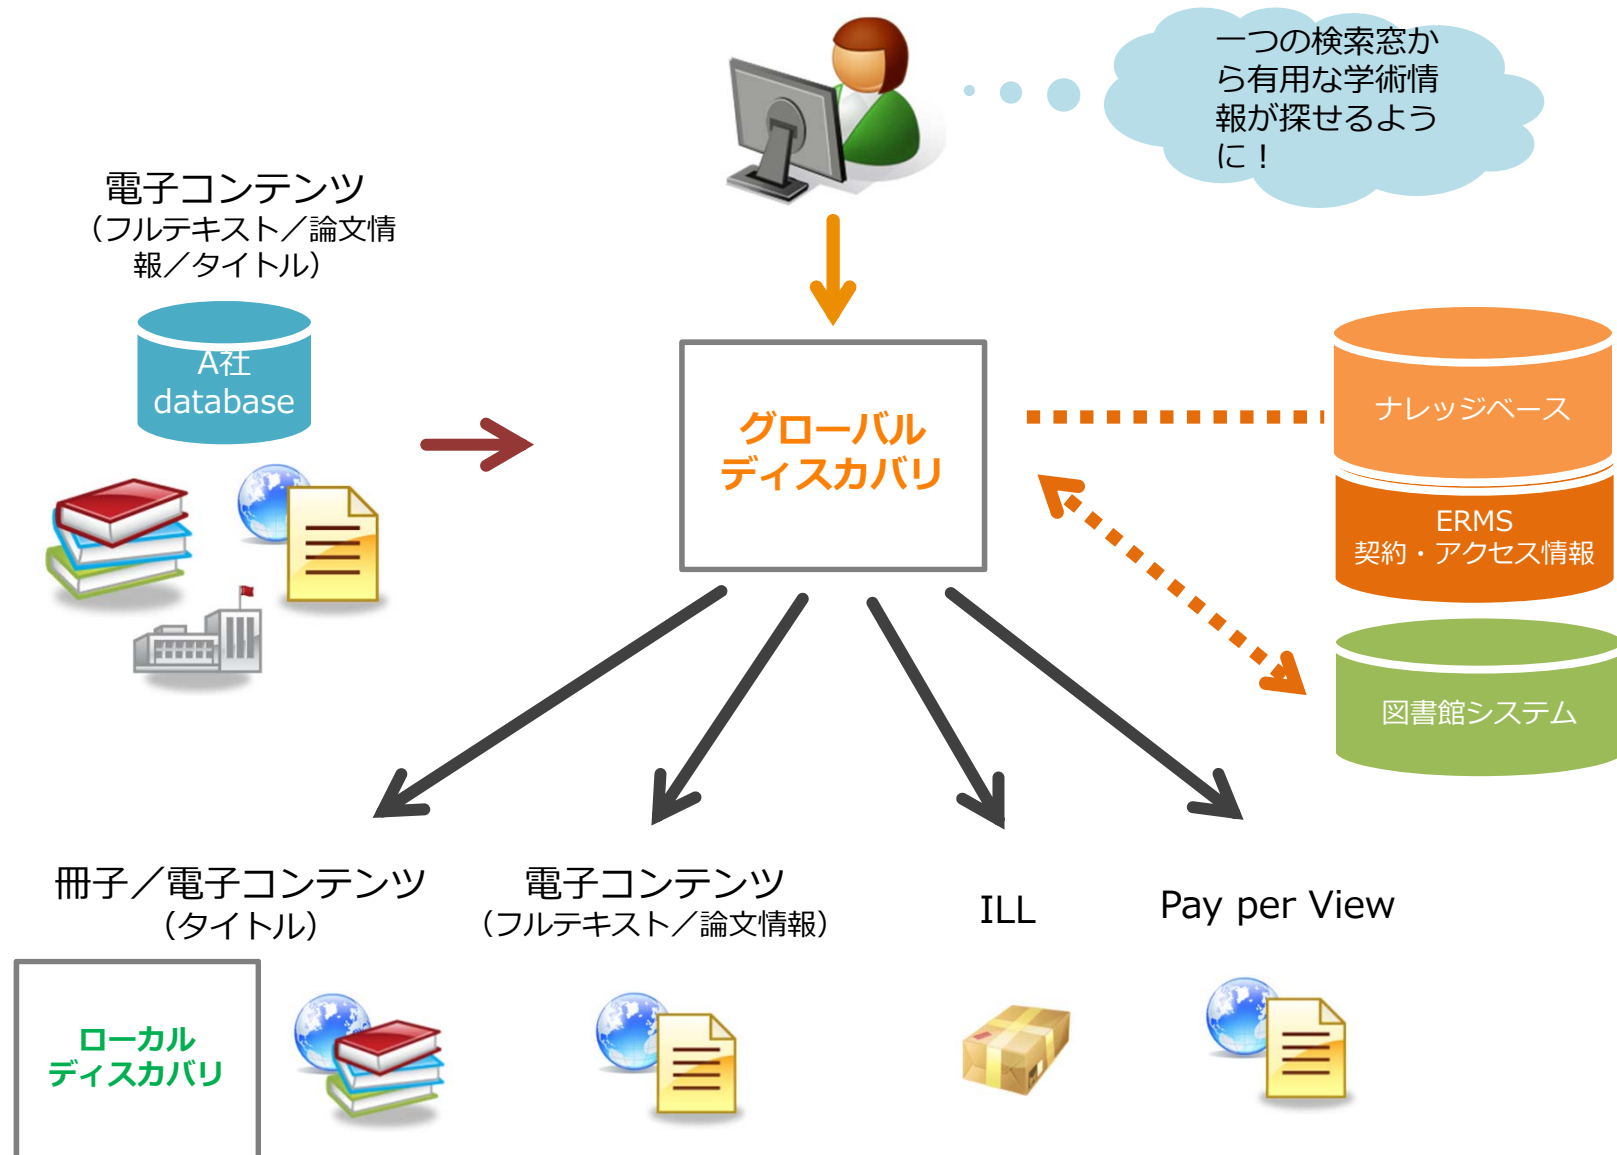 一つの検索窓か
ら有用な学術情
報が探せるよう
に！
電子コンテンツ
（フルテキスト／論文情
報／タイトル）
A社
database
グローバル
ディスカバリ
ナレッジベース
ERMS
契約・アクセス情報
図書館システム
冊子／電子コンテンツ
（タイトル）
電子コンテンツ
（フルテキスト／論文情報）
ILL
Pay per View
ローカル
ディスカバリ